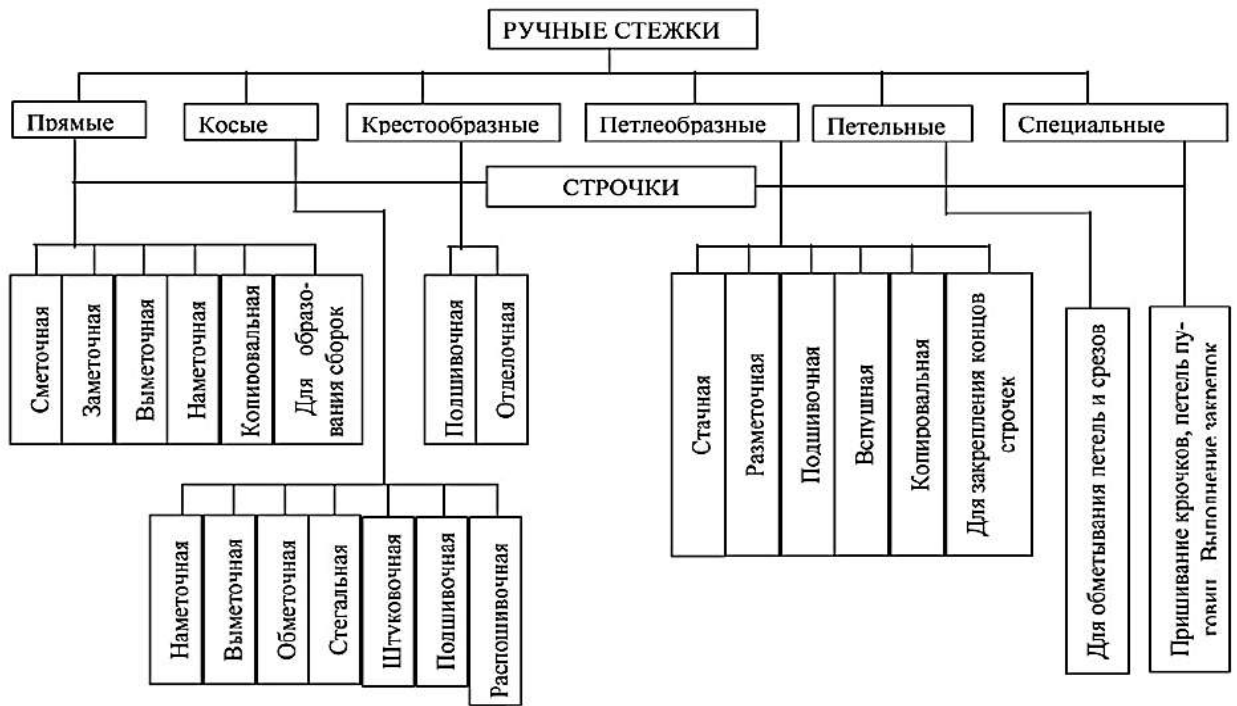 РУЧНЫЕ СТЕЖКИ
Прямые
Косые
Крестообразные
Петлеобразные
Петельные
Специальные
СТРОЧКИ
Сметочная
Заметочная
Выметочная
Наметочная
Копировальная
Для образо-
вания сборок
Подшивочная
Отделочная
Стачная
Разметочная
Подшивочная
Вспушная
Копировальная
Для закрепления концов
строчек
Для обметывания петель и срезов
Пришивание крючков, петель пу-
говиц. Выполнение закрепок
Наметочная
Выметочная
Обметочная
Стегальная
Штуковочная
Подшивочная
Распошивочная